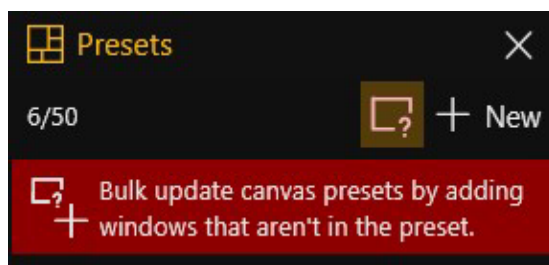 Presets
6/50
New
Bulk update canvas presets by adding
windows that aren't in the preset.